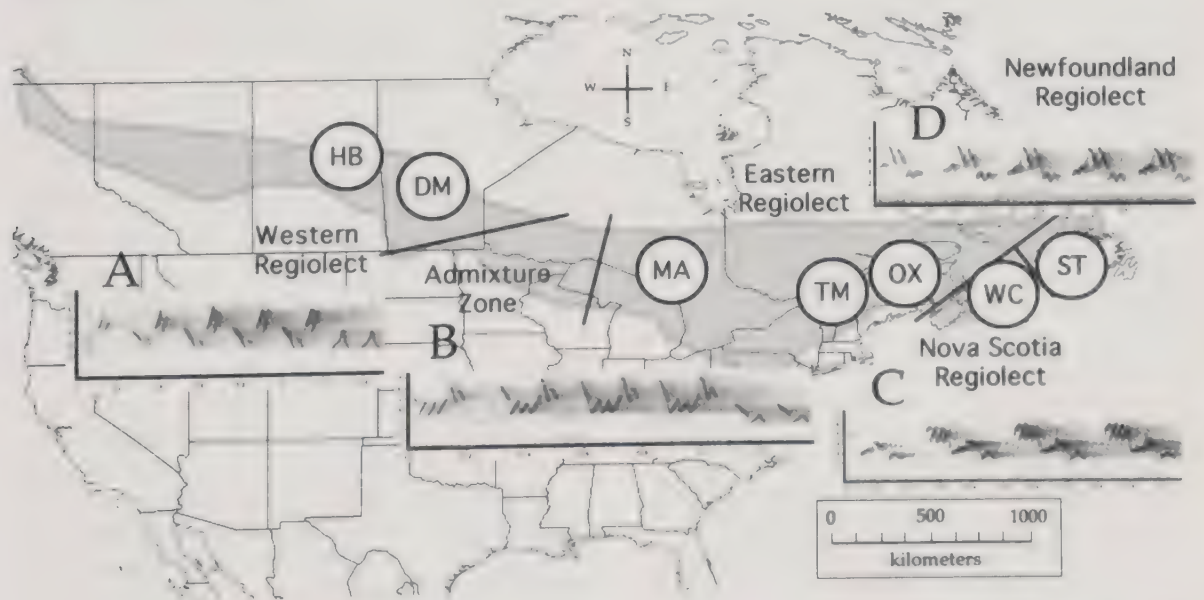 N
W E
S
Newfoundland
Regiolect
D
HB
DM
Eastern
Regiolect
Western
Regiolect
A
Admixture
Zone
MA
TM
OX
WC
ST
B
Nova Scotia
Regiolect
C
0 500 1000
kilometers